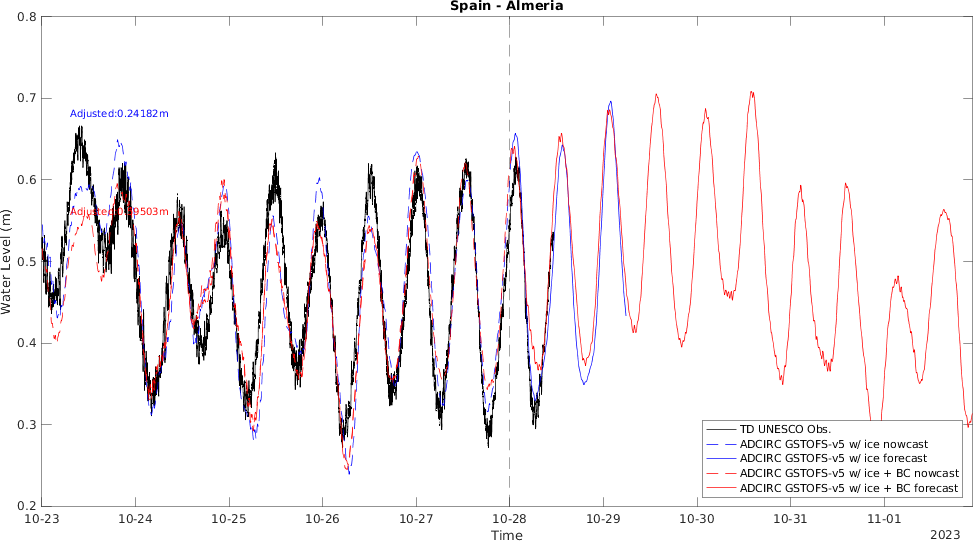 Spain - Almeria
0.8
0.7
0.6
0.5
0.4
0.3
0.2
Water Level (m)
Adjusted:0.24182m
Adjusted:0.09503m
TD UNESCO Obs.
ADCIRC GSTOFS-v5 w/ ice nowcast
ADCIRC GSTOFS-v5 w/ ice forecast
ADCIRC GSTOFS-v5 w/ ice + BC nowcast
ADCIRC GSTOFS-v5 w/ ice + BC forecast
10-23 10-24 10-25 10-26 10-27 10-28 10-29 10-30 10-31 11-01
Time
2023